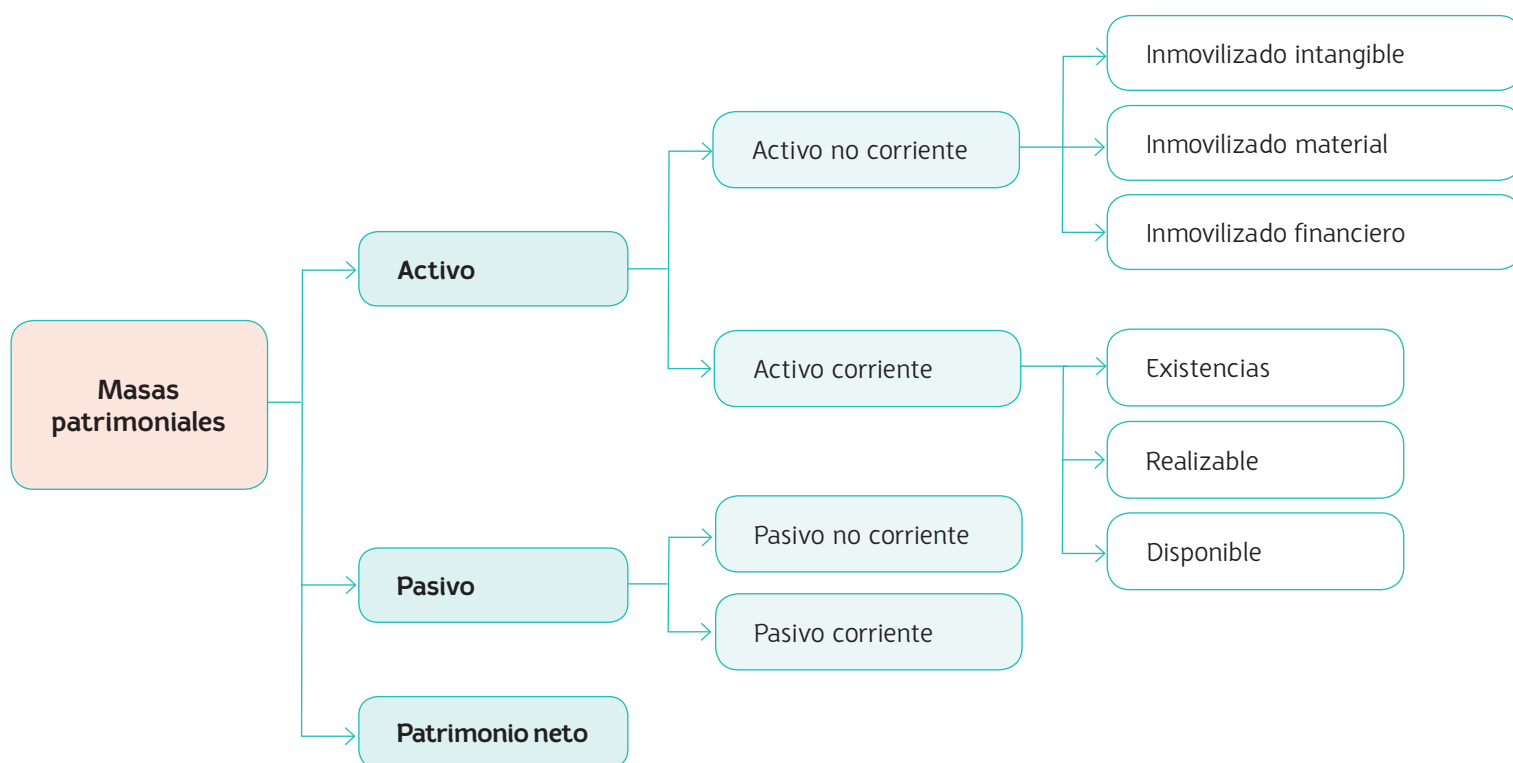 Masas
patrimoniales
Activo
Activo no corriente
Inmovilizado intangible
Inmovilizado material
Inmovilizado financiero
Activo corriente
Existencias
Realizable
Disponible
Pasivo
Pasivo no corriente
Pasivo corriente
Patrimonio neto